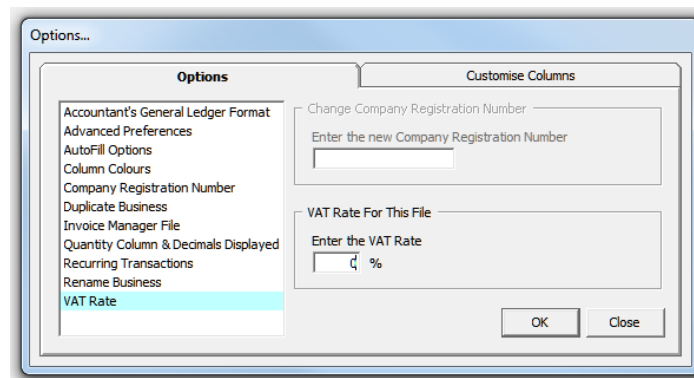 Options...
Options
Customise Columns
Accountant's General Ledger Format
Advanced Preferences
AutoFill Options
Column Colours
Company Registration Number
Duplicate Business
Invoice Manager File
Quantity Column & Decimals Displayed
Recurring Transactions
Rename Business
VAT Rate
Change Company Registration Number
Enter the new Company Registration Number
VAT Rate For This File
Enter the VAT Rate
0 %
OK
Close